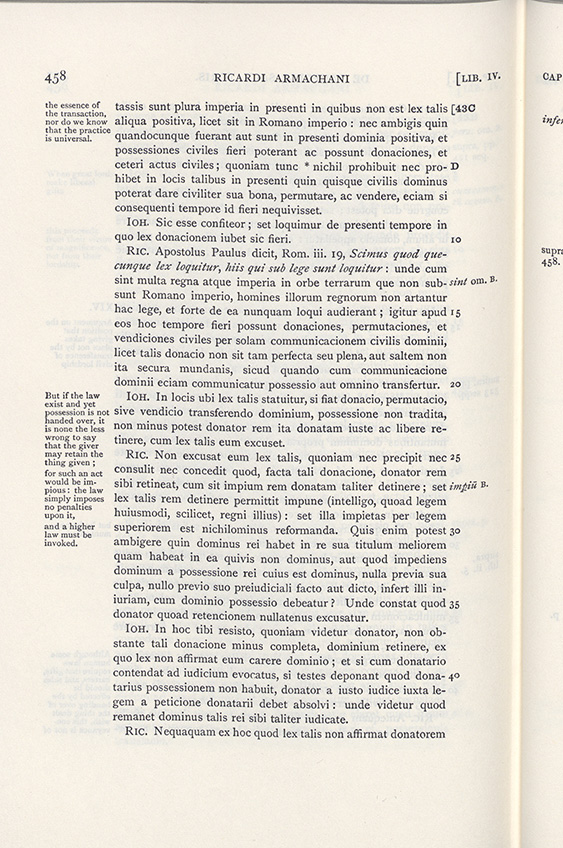 458 RICARDI ARMACHANI [LIB. IV.
the essence of
the transaction,
nor do we know
that the practice
is universal.
tassis sunt plura imperia in presenti in quibus non est lex talis [43C
aliqua positiva, licet sit in Romano imperio : nec ambigis quin
quandocunque fuerant aut sunt in presenti dominia positiva, et
possessiones civiles fieri poterant ac possunt donaciones, et
ceteri actus civiles ; quoniam tunc * nichil prohibuit nec pro- D
hibet in locis talibus in presenti quin quisque civilis dominus
poterat dare civiliter sua bona, permutare, ac vendere, eciam si
consequenti tempore id fieri nequivisset.
IOH. Sic esse confiteor ; set loquimur de presenti tempore in
quo lex donacionem iubet sic fieri. 10
RIC. Apostolus Paulus dicit, Rom. iii. 19, Scimus quod que-
cunque lex loquitur, hiis qui sub lege sunt loquitur : unde cum
sint multa regna atque imperia in orbe terrarum que non sub- sint om. B.
sunt Romano imperio, homines illorum regnorum non artantur
hac lege, et forte de ea nunquam loqui audierant ; igitur apud 15
eos hoc tempore fieri possunt donaciones, permutaciones, et
vendiciones civiles per solam communicacionem civilis dominii,
licet talis donacio non sit tam perfecta seu plena, aut saltem non
ita secura mundanis, sicud quando cum communicacione
dominii eciam communicatur possessio aut omnino transfertur. 20
But if the law
exist and yet
possession is not
handed over, it
is none the less
wrong to say
that the giver
may retain the
thing given ;
for such an act
would be im-
pious : the law
simply imposes
no penalties
upon it,
and a higher
law must be
invoked.
IOH. In locis ubi lex talis statuitur, si fiat donacio, permutacio,
sive vendicio transferendo dominium, possessione non tradita,
non minus potest donator rem ita donatam iuste ac libere re-
tinere, cum lex talis eum excuset.
RIC. Non excusat eum lex talis, quoniam nec precipit nec 25
consulit nec concedit quod, facta tali donacione, donator rem
sibi retineat, cum sit impium rem donatam taliter detinere ; set impiū B.
lex talis rem detinere permittit impune (intelligo, quoad legem
huiusmodi, scilicet, regni illius) : set illa impietas per legem
superiorem est nichilominus reformanda. Quis enim potest 30
ambigere quin dominus rei habet in re sua titulum meliorem
quam habeat in ea quivis non dominus, aut quod impediens
dominum a possessione rei cuius est dominus, nulla previa sua
culpa, nullo previo suo preiudiciali facto aut dicto, infert illi in-
iuriam, cum dominio possessio debeatur ? Unde constat quod 35
donator quoad retencionem nullatenus excusatur.
IOH. In hoc tibi resisto, quoniam videtur donator, non ob-
stante tali donacione minus completa, dominium retinere, ex
quo lex non affirmat eum carere dominio ; et si cum donatario
contendat ad iudicium evocatus, si testes deponant quod dona- 40
tarius possessionem non habuit, donator a iusto iudice iuxta le-
gem a peticione donatarii debet absolvi : unde videtur quod
remanet dominus talis rei sibi taliter iudicate.
RIC. Nequaquam ex hoc quod lex talis non affirmat donatorem
CAP
supra
458.